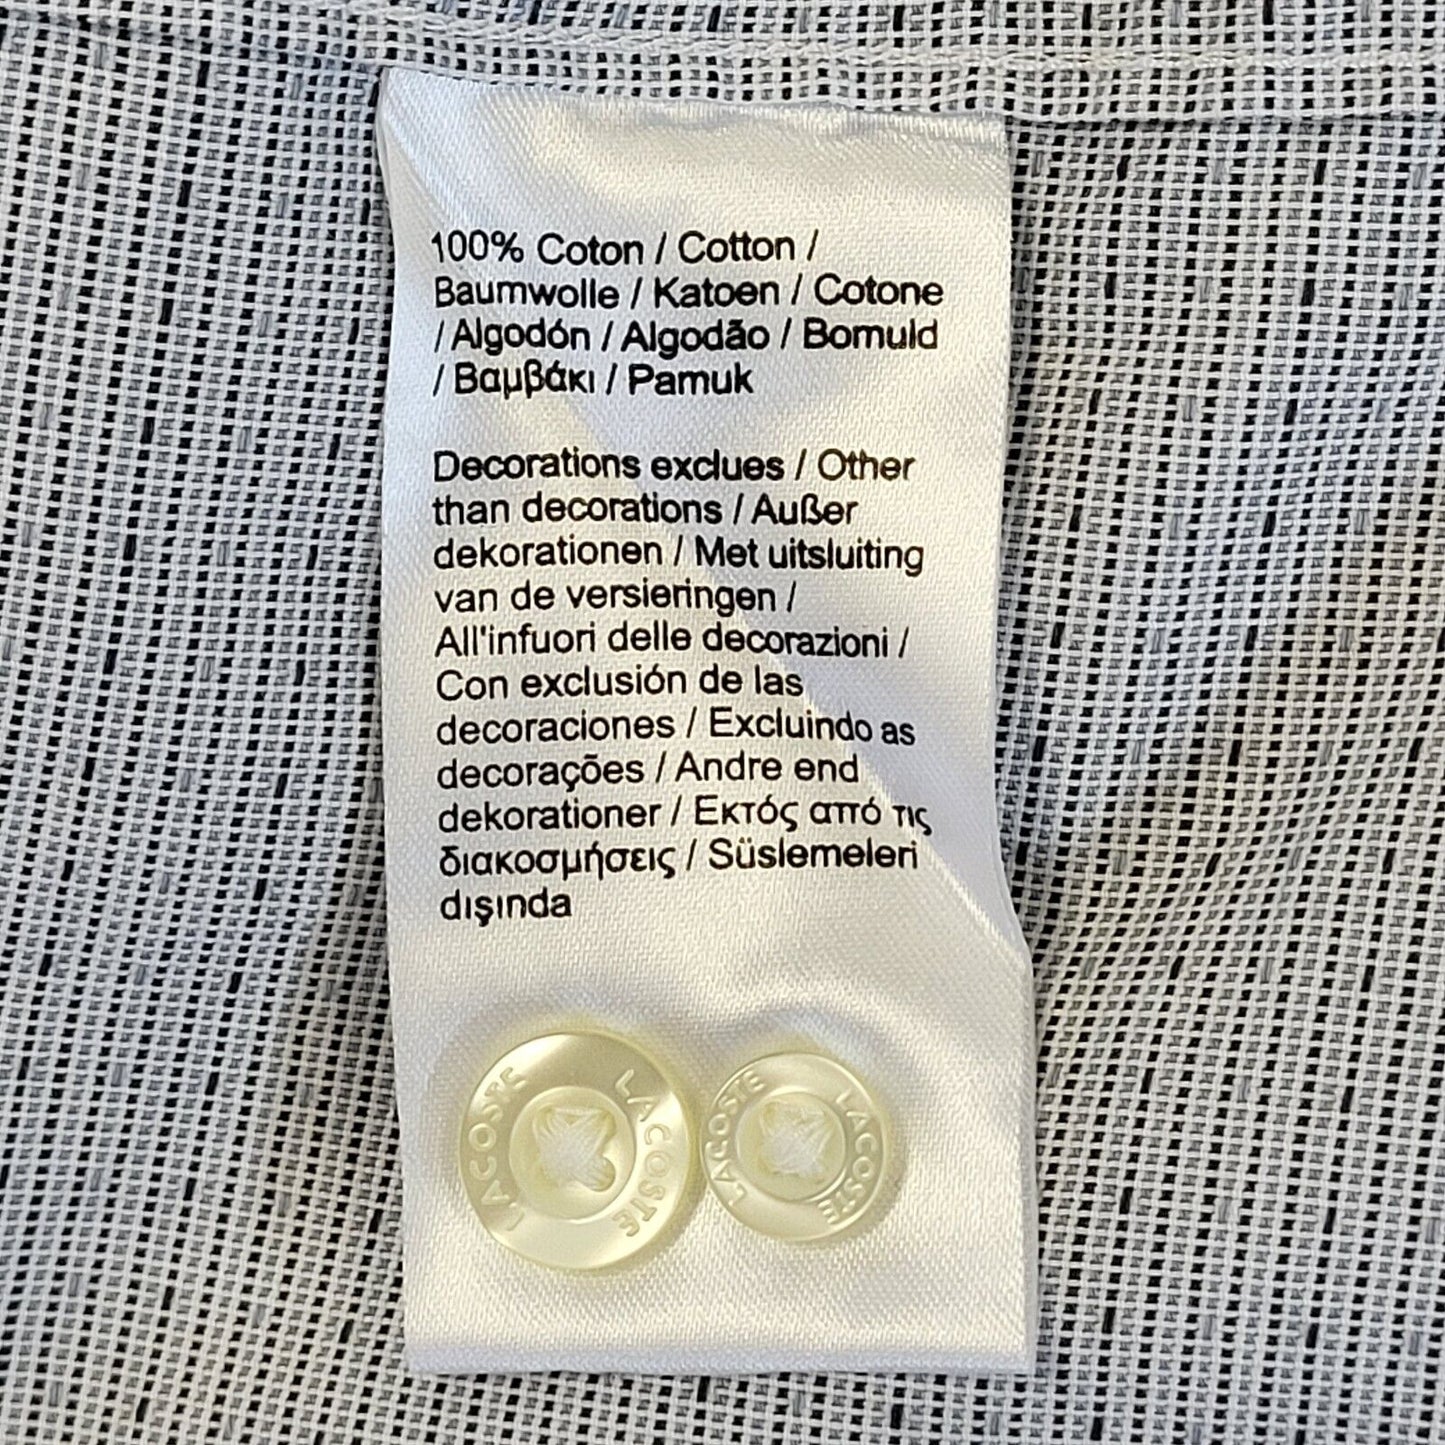 100% Coton / Cotton /
Baumwolle / Katoen / Cotone
/ Algodón / Algodão / Bomuld
/ Βαμβάκι / Pamuk
Decorations exclues / Other
than decorations / Außer
dekorationen / Met uitsluiting
van de versieringen /
All'infuori delle decorazioni /
Con exclusión de las
decoraciones / Excluindo as
decorações / Andre end
dekorationer / Εκτός από τις
διακοσμήσεις / Süslemeleri
dışında
LACOSTE LACOSTE
LACOSTE LACOSTE